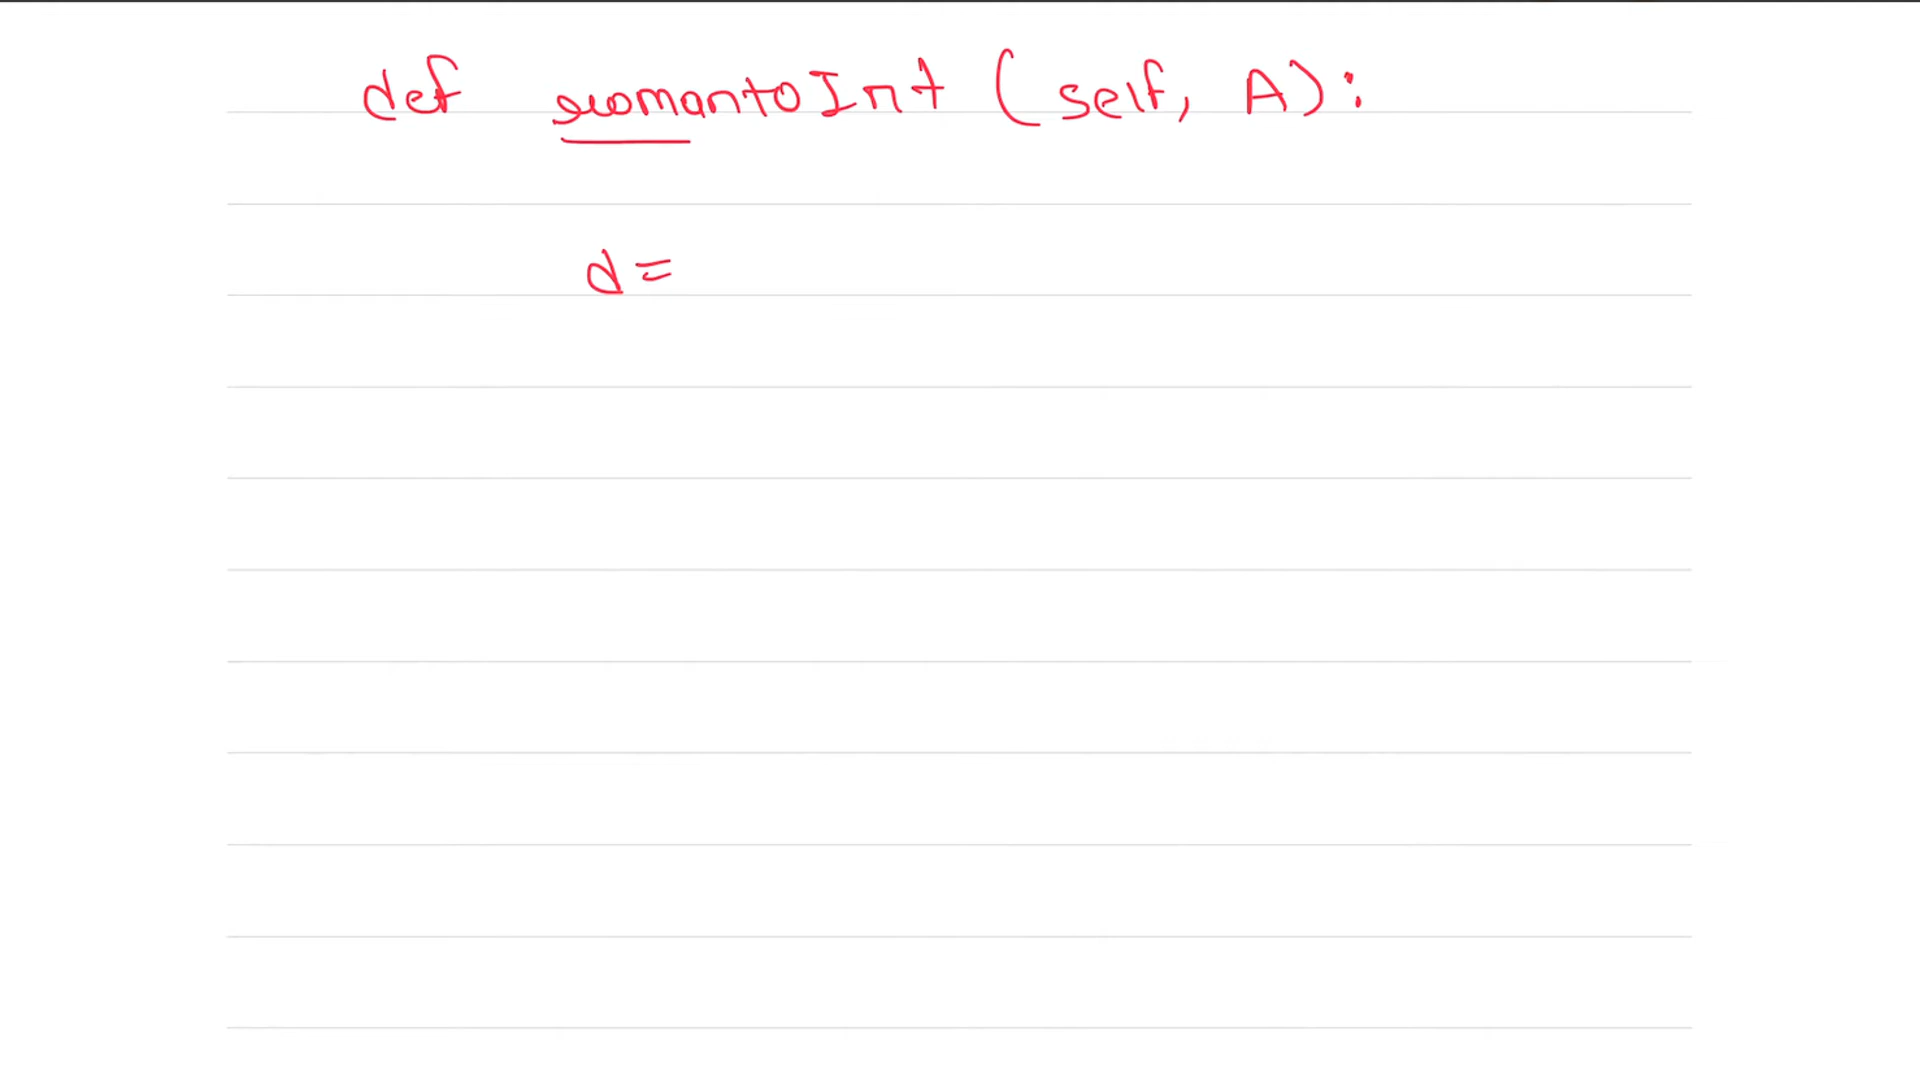 def romantoInt (self, A):
d=